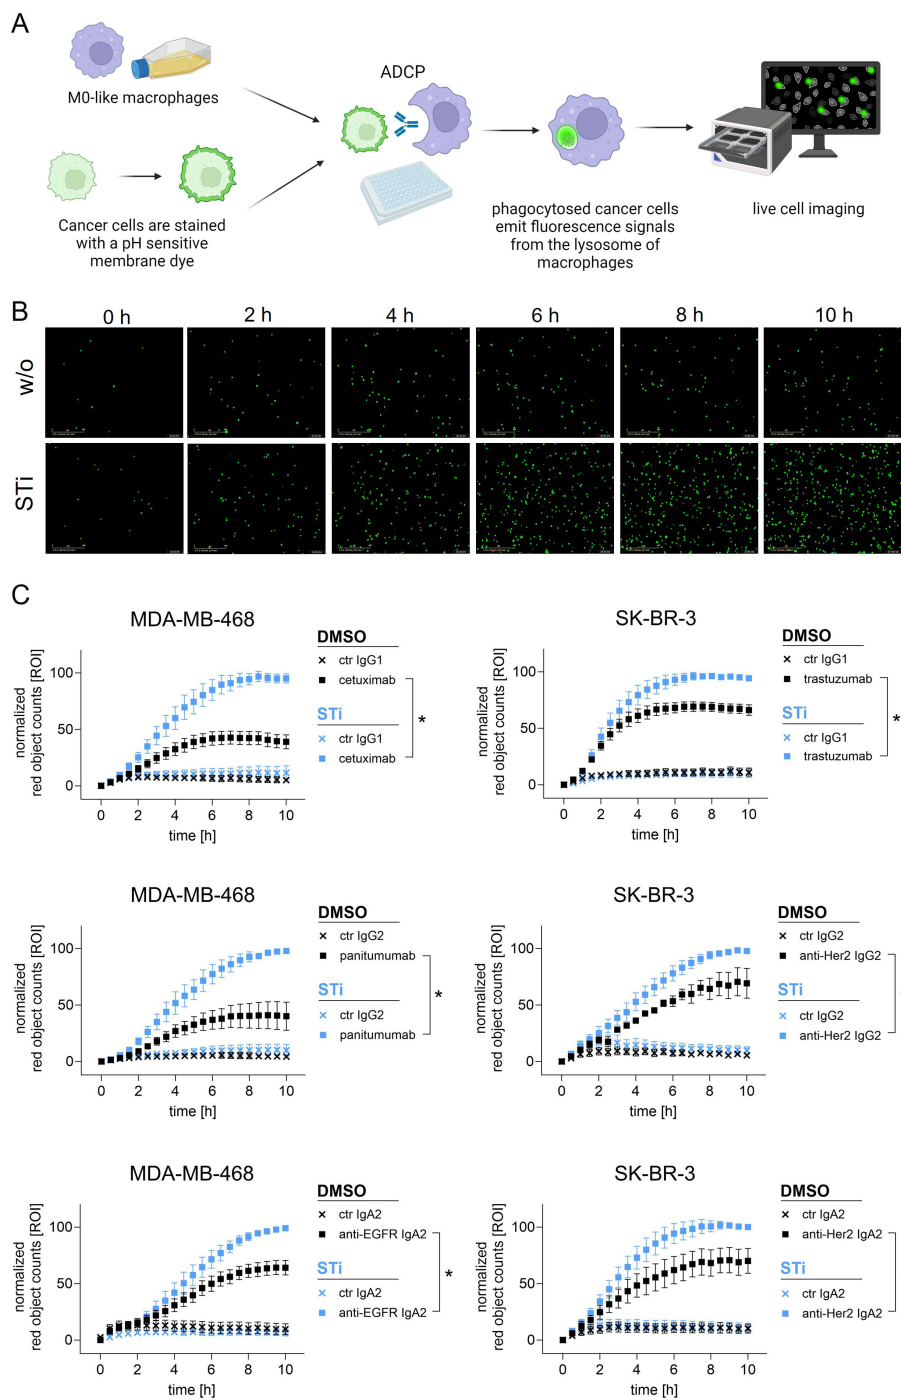 A
M0-like macrophages
ADCP
Cancer cells are stained
with a pH sensitive
membrane dye
phagocytosed cancer cells
emit fluorescence signals
from the lysosome of
macrophages
live cell imaging
B
0 h 2 h 4 h 6 h 8 h 10 h
w/o
STi
C
MDA-MB-468
normalized
red object counts [ROI]
100
50
0
0 2 4 6 8 10
time [h]
DMSO
ctr IgG1
cetuximab
STi
ctr IgG1
cetuximab
*
SK-BR-3
normalized
red object counts [ROI]
100
50
0
0 2 4 6 8 10
time [h]
DMSO
ctr IgG1
trastuzumab
STi
ctr IgG1
trastuzumab
*
MDA-MB-468
normalized
red object counts [ROI]
100
50
0
0 2 4 6 8 10
time [h]
DMSO
ctr IgG2
panitumumab
STi
ctr IgG2
panitumumab
*
SK-BR-3
normalized
red object counts [ROI]
100
50
0
0 2 4 6 8 10
time [h]
DMSO
ctr IgG2
anti-Her2 IgG2
STi
ctr IgG2
anti-Her2 IgG2
MDA-MB-468
normalized
red object counts [ROI]
100
50
0
0 2 4 6 8 10
time [h]
DMSO
ctr IgA2
anti-EGFR IgA2
STi
ctr IgA2
anti-EGFR IgA2
*
SK-BR-3
normalized
red object counts [ROI]
100
50
0
0 2 4 6 8 10
time [h]
DMSO
ctr IgA2
anti-Her2 IgA2
STi
ctr IgA2
anti-Her2 IgA2